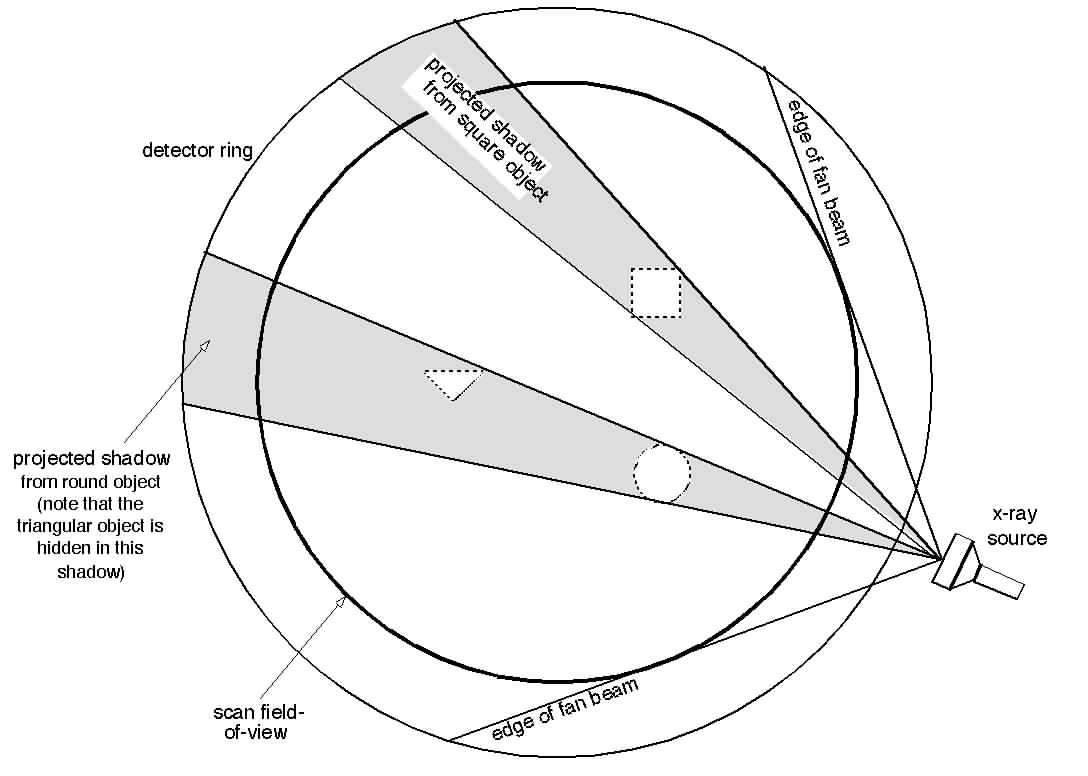 projected shadow
from square object
edge of fan beam
detector ring
projected shadow
from round object
(note that the
triangular object is
hidden in this
shadow)
x-ray
source
scan field-
of-view
edge of fan beam